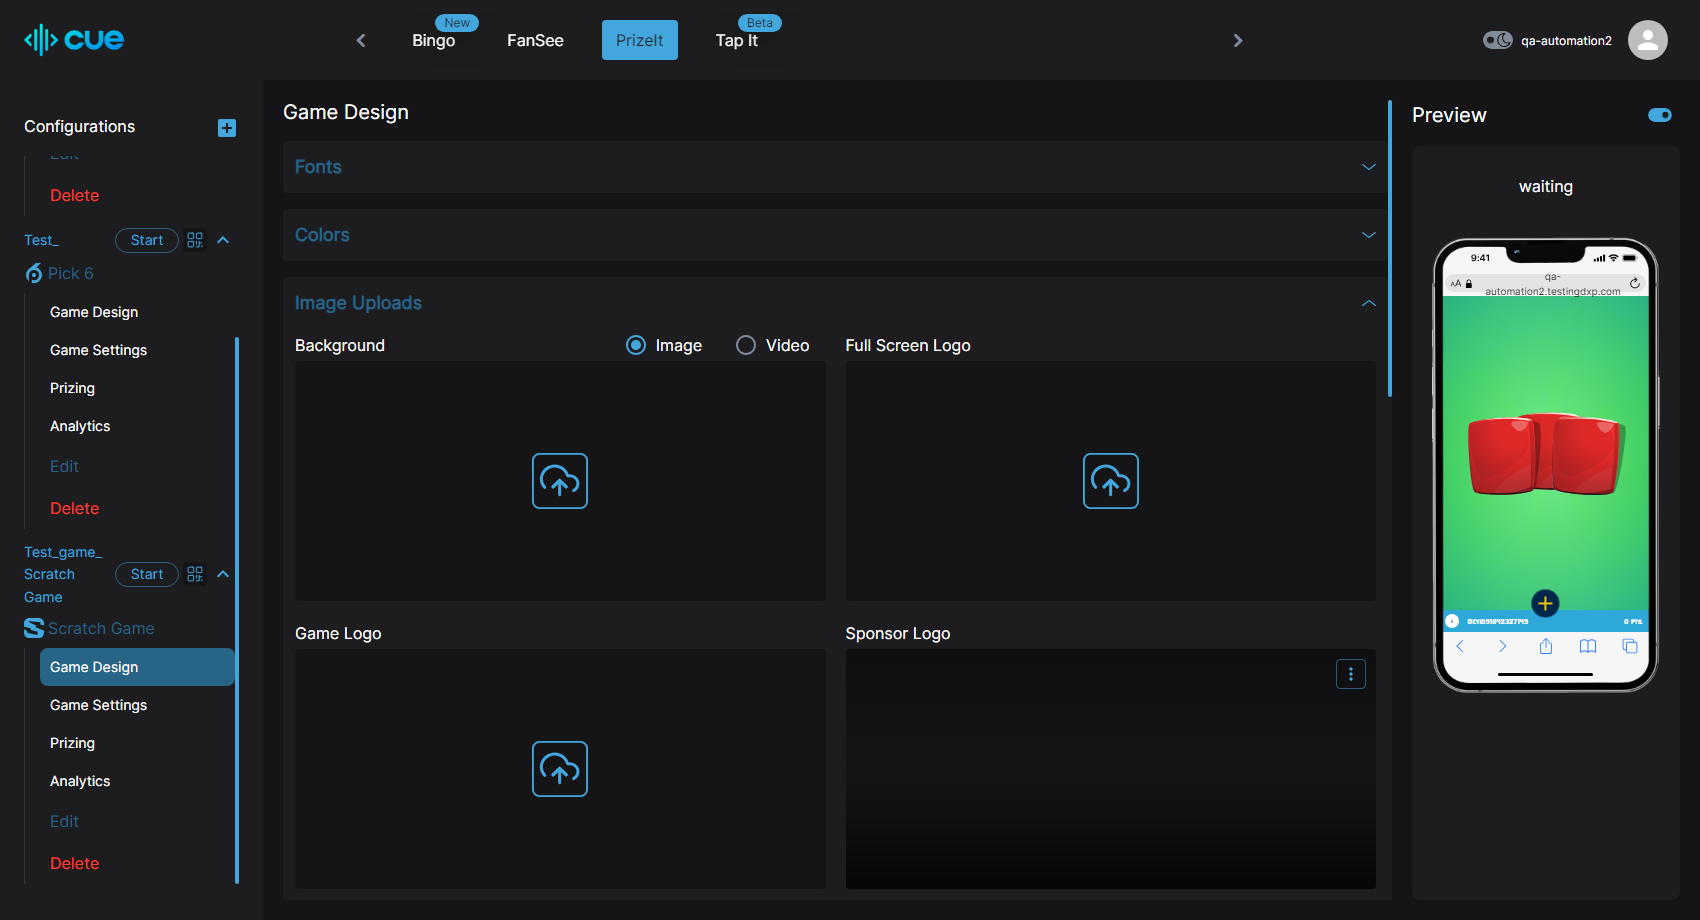 cue
New
Bingo
FanSee
PrizeIt
Beta
Tap It
qa-automation2
Configurations
Edit
Delete
Test_
Start
Pick 6
Game Design
Game Settings
Prizing
Analytics
Edit
Delete
Test_game_
Scratch
Game
Start
Scratch Game
Game Design
Game Settings
Prizing
Analytics
Edit
Delete
Game Design
Fonts
Colors
Image Uploads
Background
Image
Video
Full Screen Logo
Game Logo
Sponsor Logo
Preview
waiting
9:41
AA
qa-
automation2.testingdxp.com
0 PTS.